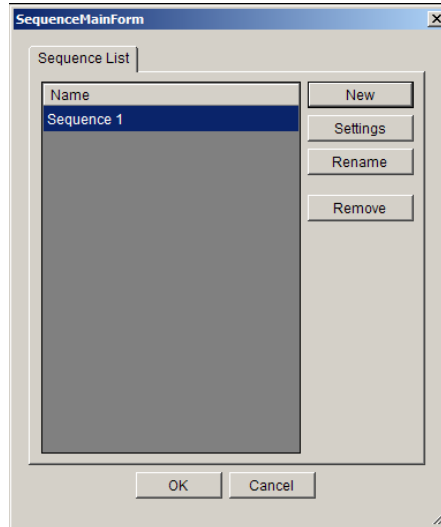 SequenceMainForm
Sequence List
Name
New
Sequence 1
Settings
Rename
Remove
OK
Cancel